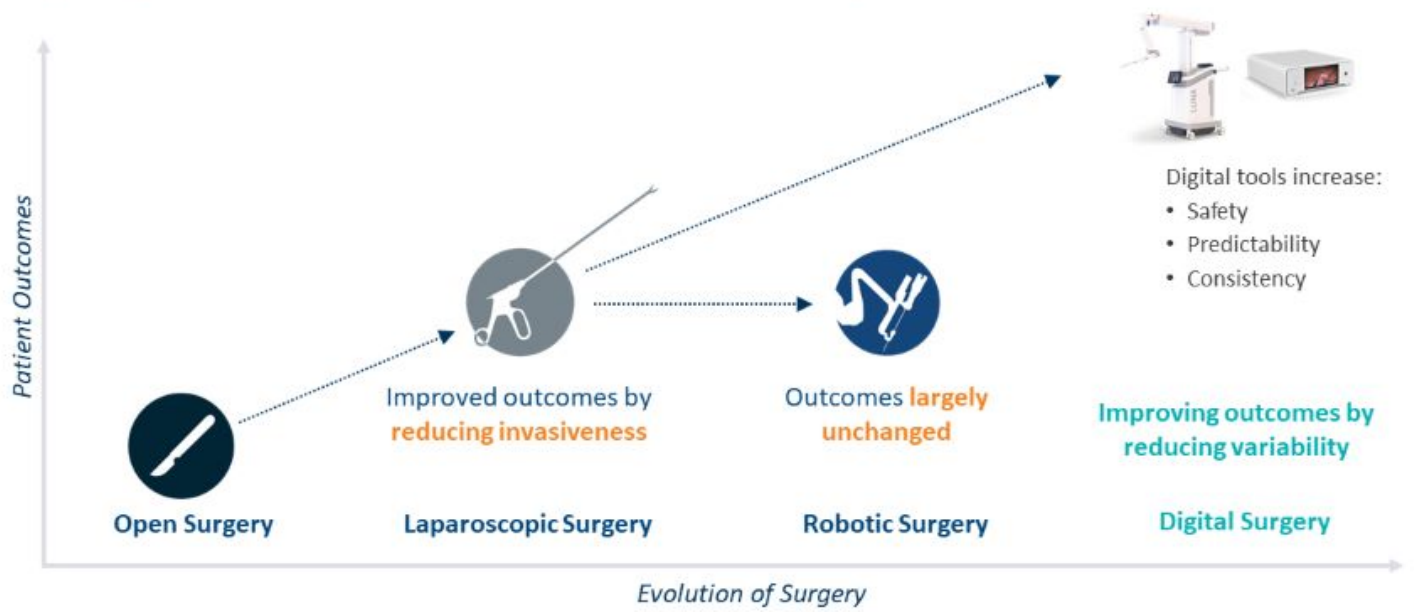 Patient Outcomes
Digital tools increase:
• Safety
• Predictability
• Consistency
Improved outcomes by
reducing invasiveness
Outcomes largely
unchanged
Improving outcomes by
reducing variability
Open Surgery
Laparoscopic Surgery
Robotic Surgery
Digital Surgery
Evolution of Surgery
LUNA